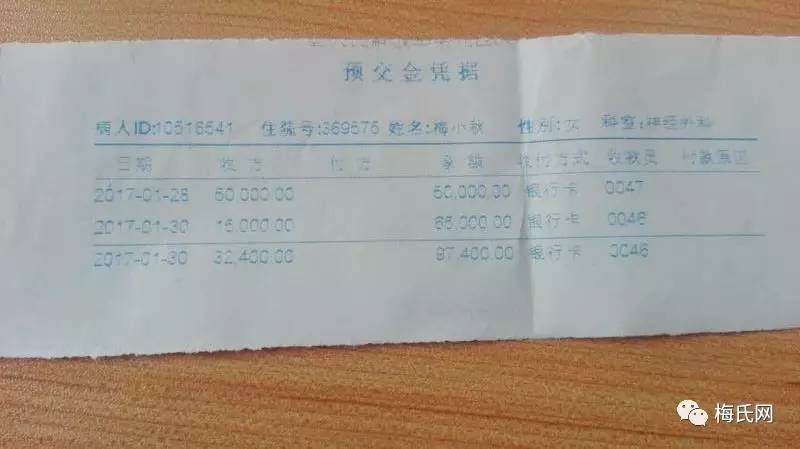 预交金凭据
病人ID:10516541 住院号:369575 姓名:梅小秋 性别:女 科室:神经外科
日期 收方 付方 余额 收付方式 收款员 付款原因
2017-01-28 50,000.00 50,000.00 银行卡 0047
2017-01-30 15,000.00 65,000.00 银行卡 0046
2017-01-30 32,400.00 97,400.00 银行卡 0046
梅氏网